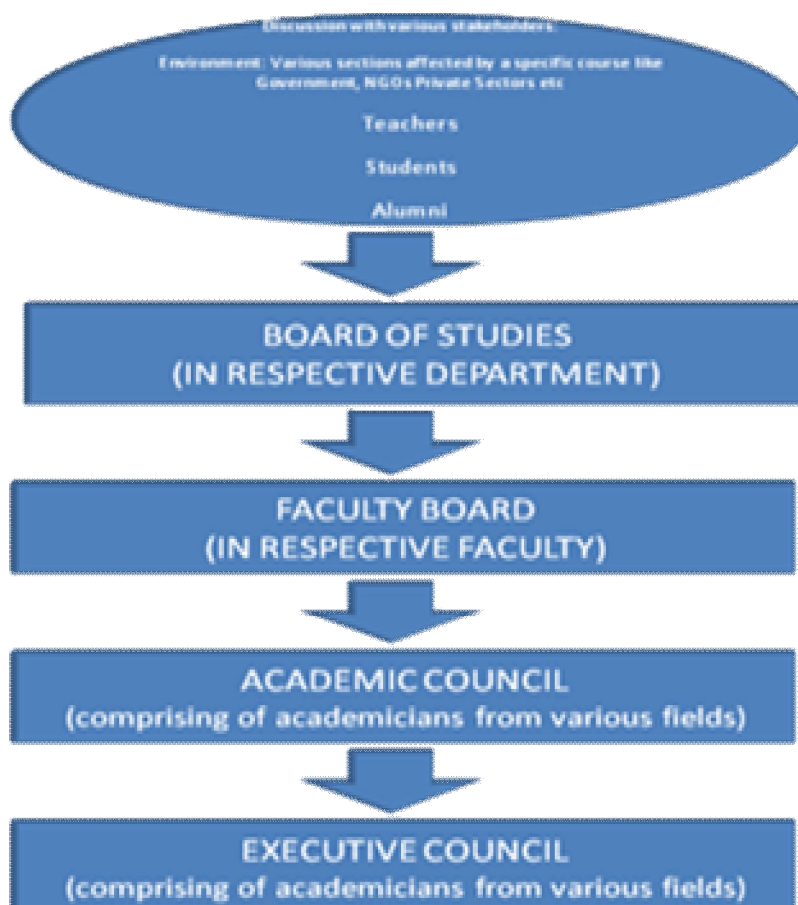 Discussion with various stakeholders:
Environment: Various sections affected by a specific course like
Government, NGOs Private Sectors etc
Teachers
Students
Alumni
BOARD OF STUDIES
(IN RESPECTIVE DEPARTMENT)
FACULTY BOARD
(IN RESPECTIVE FACULTY)
ACADEMIC COUNCIL
(comprising of academicians from various fields)
EXECUTIVE COUNCIL
(comprising of academicians from various fields)